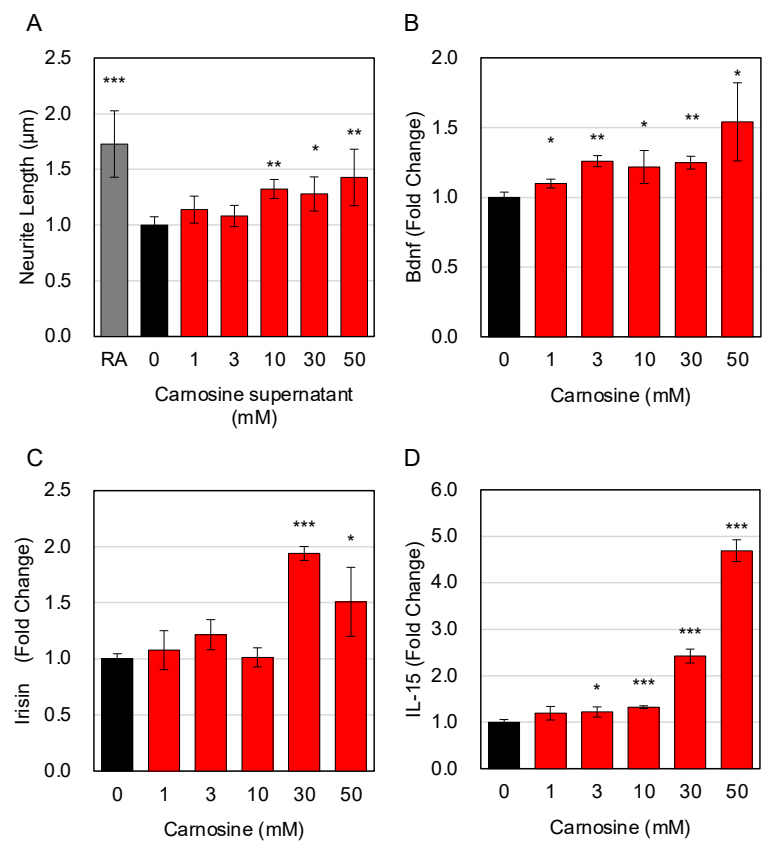 A
Neurite Length (µm)
2.5
2.0
1.5
1.0
0.5
0.0
***
**
*
**
RA 0 1 3 10 30 50
Carnosine supernatant
(mM)
B
Bdnf (Fold Change)
2.0
1.5
1.0
0.5
0.0
*
**
*
**
*
0 1 3 10 30 50
Carnosine (mM)
C
Irisin (Fold Change)
2.5
2.0
1.5
1.0
0.5
0.0
***
*
0 1 3 10 30 50
Carnosine (mM)
D
IL-15 (Fold Change)
6.0
5.0
4.0
3.0
2.0
1.0
0.0
*
***
***
***
0 1 3 10 30 50
Carnosine (mM)